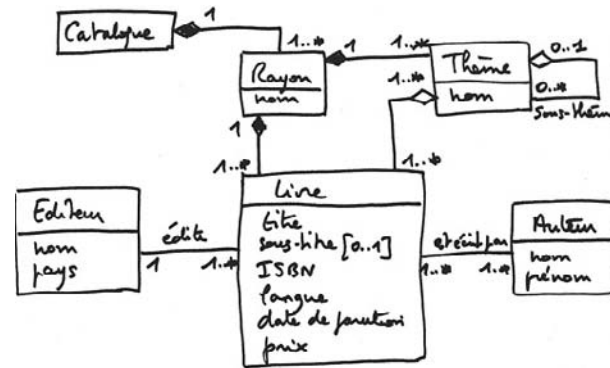 Catalogue
1
1..*
Rayon
nom
1
1..*
Thème
nom
0..1
0..*
sous-thème
1..*
1..*
1
1..*
Livre
titre
sous-titre [0..1]
ISBN
langue
date de parution
prix
Editeur
nom
pays
édite
1
1..*
est écrit par
1..*
1..*
Auteur
nom
prénom